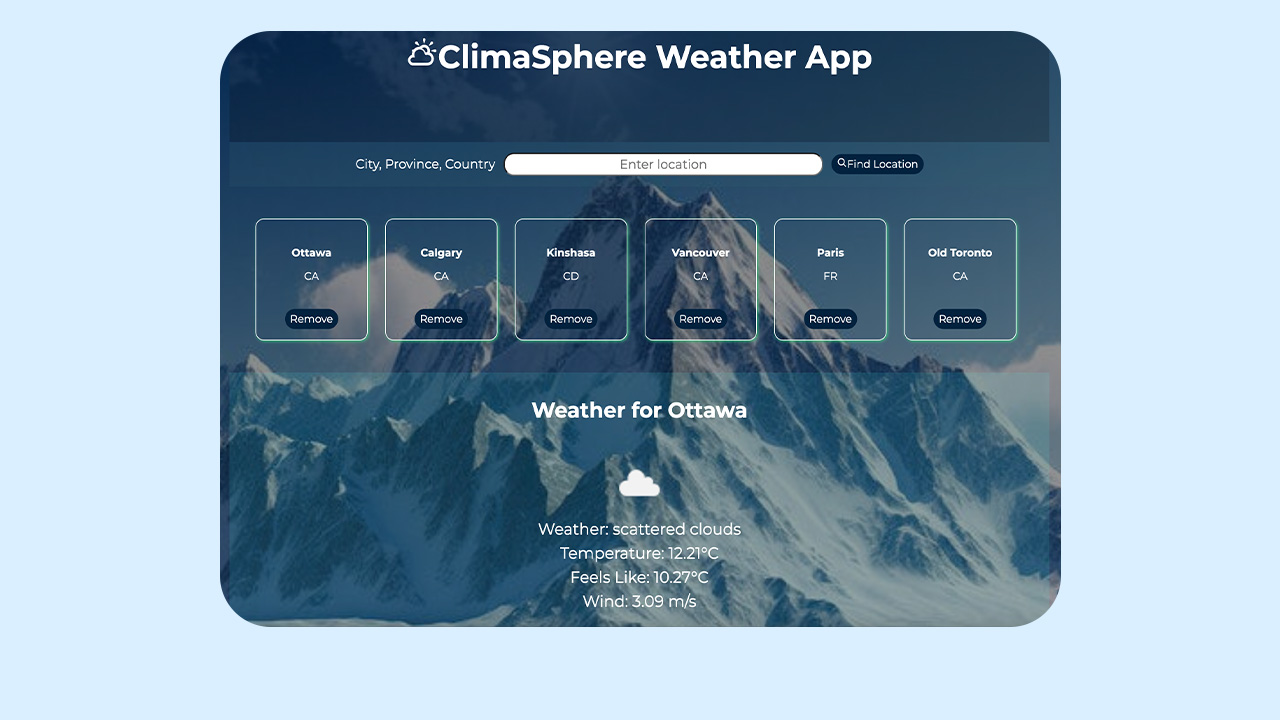 ClimaSphere Weather App
City, Province, Country Enter location Find Location
Ottawa Calgary Kinshasa Vancouver Paris Old Toronto
CA CA CD CA FR CA
Remove Remove Remove Remove Remove Remove
Weather for Ottawa
Weather: scattered clouds
Temperature: 12.21°C
Feels Like: 10.27°C
Wind: 3.09 m/s